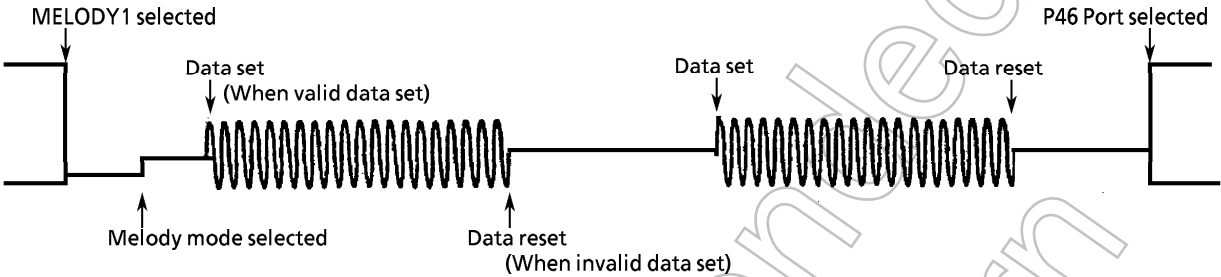 MELODY1 selected
P46 Port selected
Data set
(When valid data set)
Data set
Data reset
Melody mode selected
Data reset
(When invalid data set)